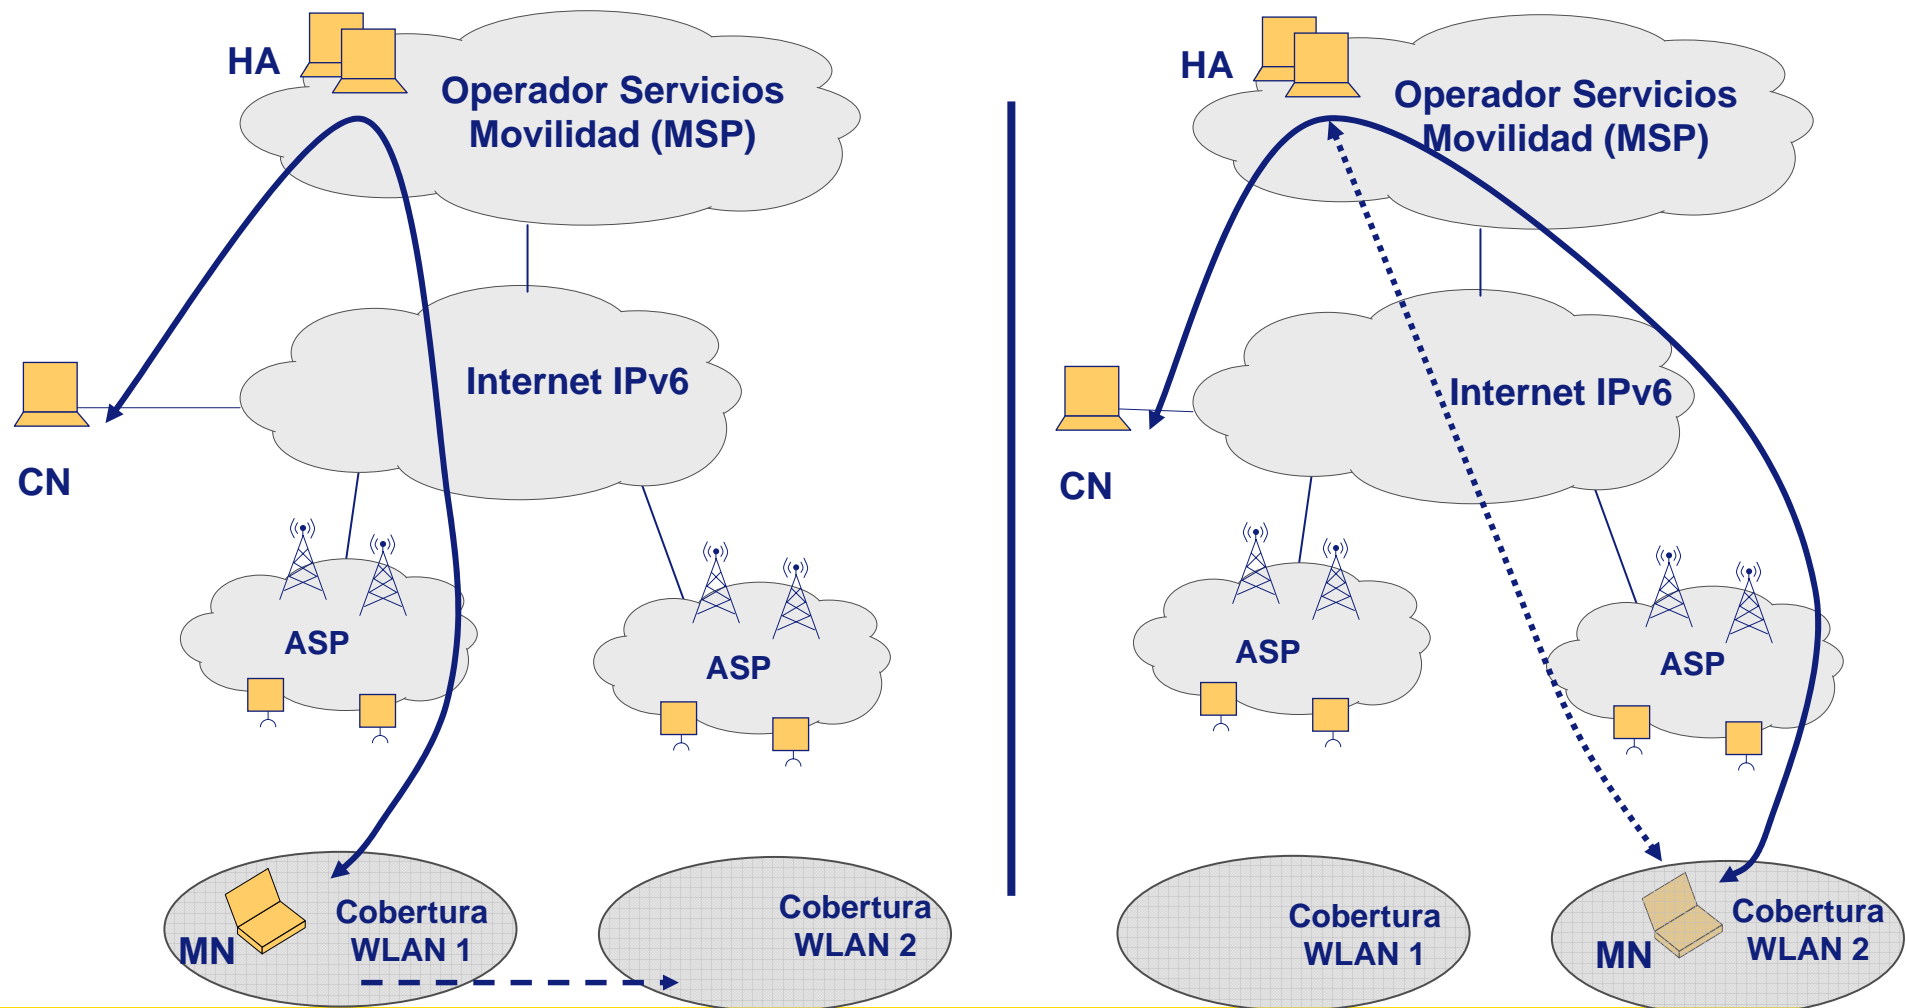 HA
Operador Servicios
Movilidad (MSP)
Internet IPv6
CN
ASP
ASP
Cobertura
WLAN 1
MN
Cobertura
WLAN 2
HA
Operador Servicios
Movilidad (MSP)
Internet IPv6
CN
ASP
ASP
Cobertura
WLAN 1
Cobertura
WLAN 2
MN